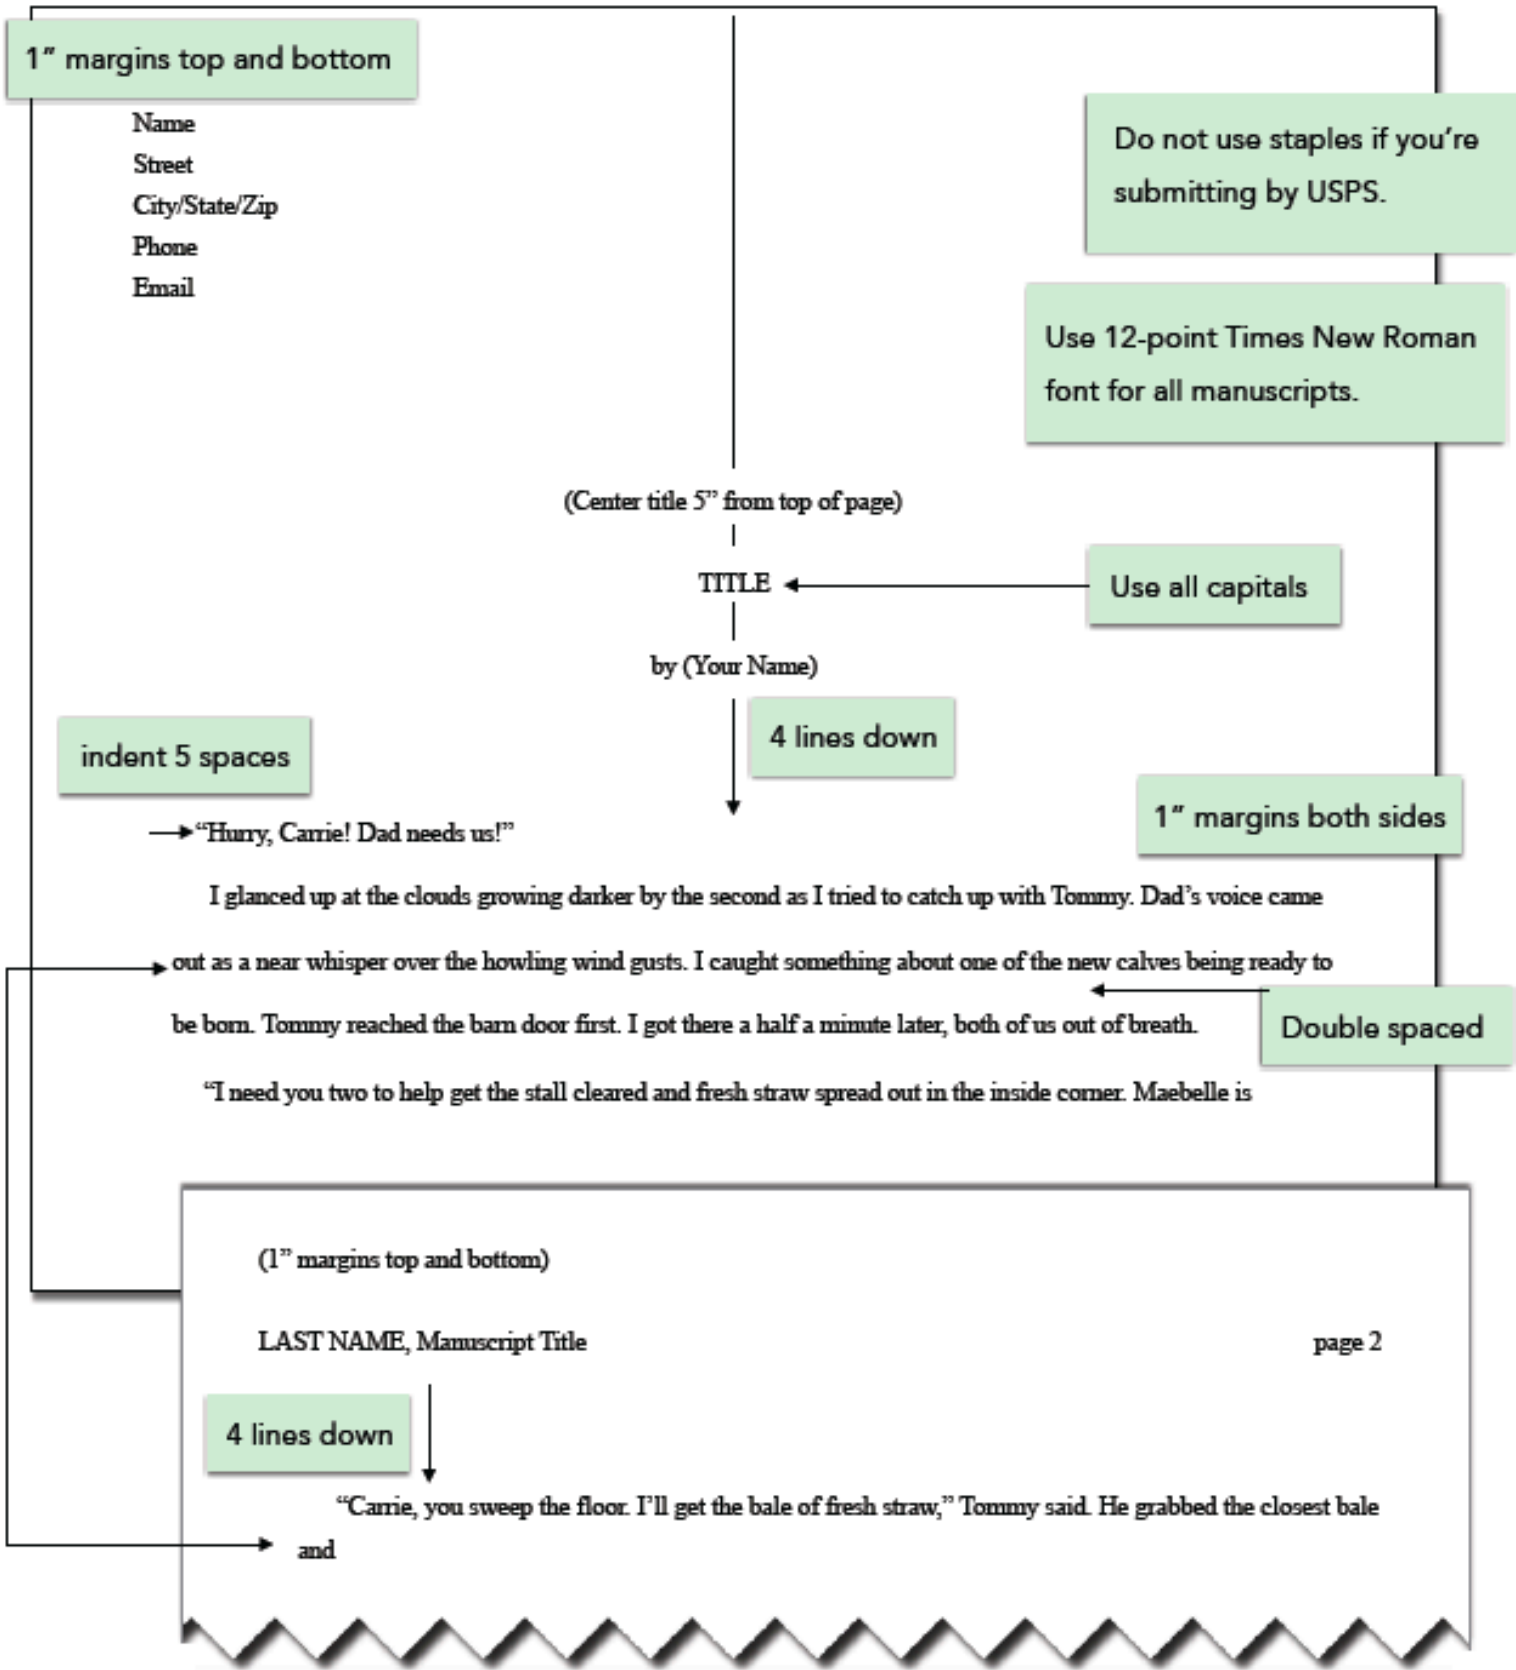 1” margins top and bottom
Name
Street
City/State/Zip
Phone
Email
Do not use staples if you’re
submitting by USPS.
Use 12-point Times New Roman
font for all manuscripts.
(Center title 5” from top of page)
TITLE
Use all capitals
by (Your Name)
4 lines down
indent 5 spaces
1” margins both sides
“Hurry, Carrie! Dad needs us!”
I glanced up at the clouds growing darker by the second as I tried to catch up with Tommy. Dad’s voice came
out as a near whisper over the howling wind gusts. I caught something about one of the new calves being ready to
be born. Tommy reached the barn door first. I got there a half a minute later, both of us out of breath.
Double spaced
“I need you two to help get the stall cleared and fresh straw spread out in the inside corner. Maebelle is
(1” margins top and bottom)
LAST NAME, Manuscript Title page 2
4 lines down
“Carrie, you sweep the floor. I’ll get the bale of fresh straw,” Tommy said. He grabbed the closest bale
and